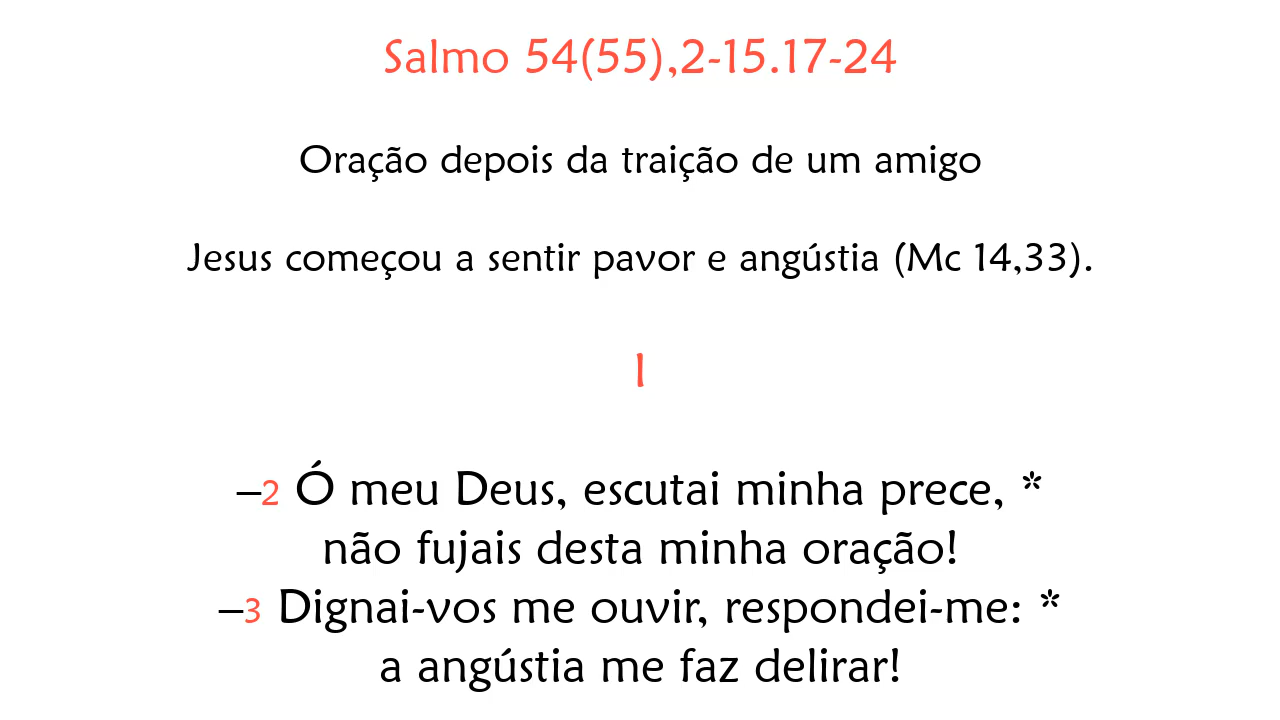 Salmo 54(55),2-15.17-24
Oração depois da traição de um amigo
Jesus começou a sentir pavor e angústia (Mc 14,33).
I
–2 Ó meu Deus, escutai minha prece, *
não fujais desta minha oração!
–3 Dignai-vos me ouvir, respondei-me: *
a angústia me faz delirar!